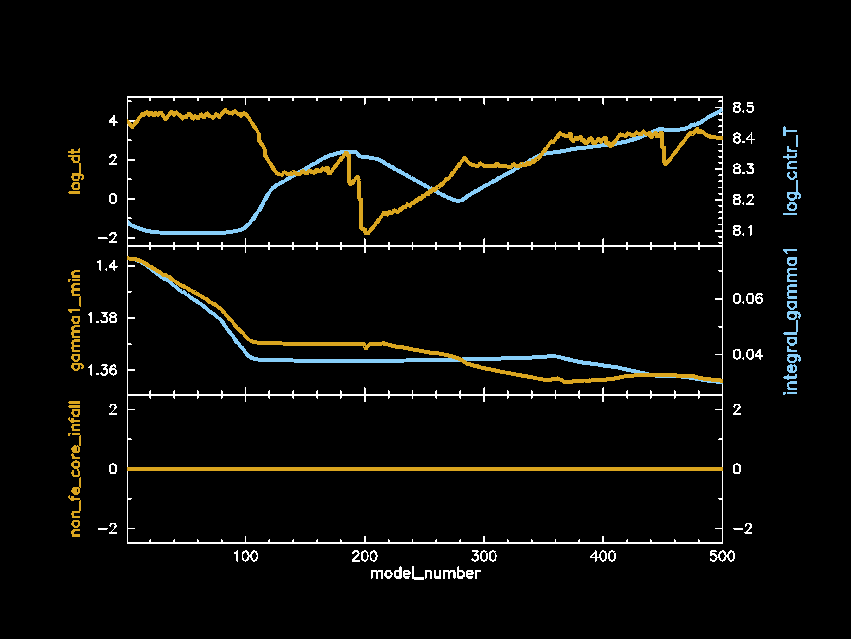 log_dt
4
2
0
−2
8.5
8.4
8.3
8.2
8.1
log_cntr_T
gamma1_min
1.4
1.38
1.36
0.06
0.04
integral_gamma1
non_fe_core_infall
2
0
−2
2
0
−2
100 200 300 400 500
model_number